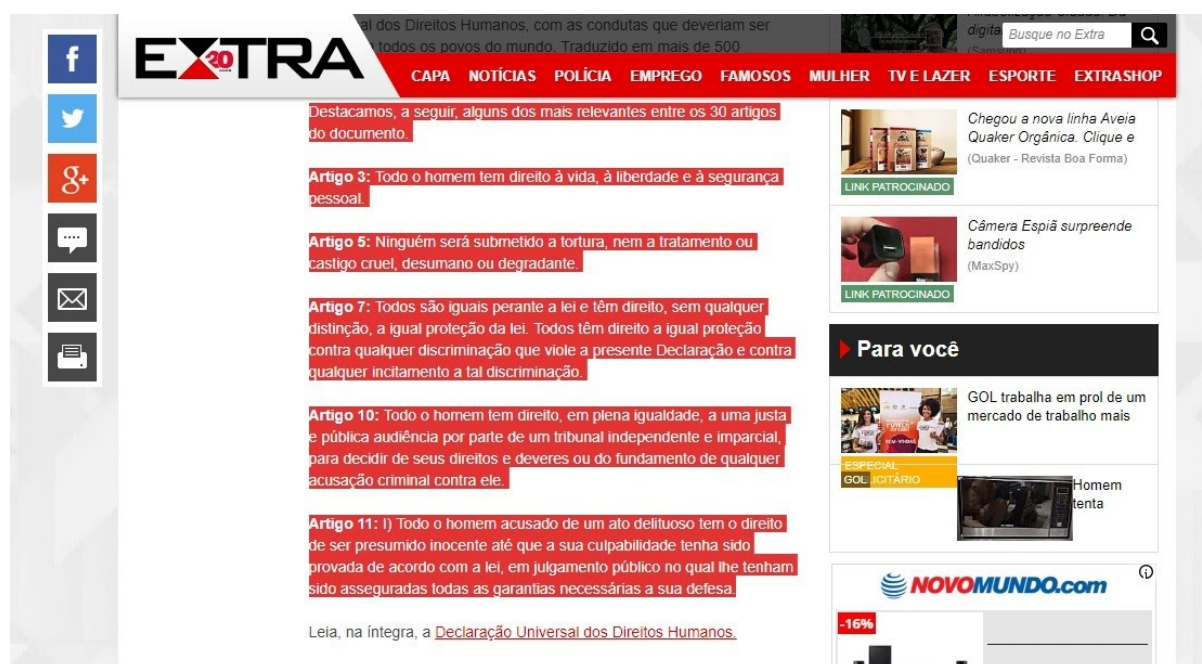 al dos Direitos Humanos, com as condutas que deveriam ser
todos os povos do mundo. Traduzido em mais de 500
EXTRA
20
Busque no Extra
CAPA NOTÍCIAS POLÍCIA EMPREGO FAMOSOS MULHER TV E LAZER ESPORTE EXTRASHOP
Destacamos, a seguir, alguns dos mais relevantes entre os 30 artigos
do documento.
Artigo 3: Todo o homem tem direito à vida, à liberdade e à segurança
pessoal.
Artigo 5: Ninguém será submetido a tortura, nem a tratamento ou
castigo cruel, desumano ou degradante.
Artigo 7: Todos são iguais perante a lei e têm direito, sem qualquer
distinção, a igual proteção da lei. Todos têm direito a igual proteção
contra qualquer discriminação que viole a presente Declaração e contra
qualquer incitamento a tal discriminação.
Artigo 10: Todo o homem tem direito, em plena igualdade, a uma justa
e pública audiência por parte de um tribunal independente e imparcial,
para decidir de seus direitos e deveres ou do fundamento de qualquer
acusação criminal contra ele.
Artigo 11: I) Todo o homem acusado de um ato delituoso tem o direito
de ser presumido inocente até que a sua culpabilidade tenha sido
provada de acordo com a lei, em julgamento público no qual lhe tenham
sido asseguradas todas as garantias necessárias a sua defesa.
Leia, na íntegra, a Declaração Universal dos Direitos Humanos.
Chegou a nova linha Aveia
Quaker Orgânica. Clique e
(Quaker - Revista Boa Forma)
LINK PATROCINADO
Câmera Espiã surpreende
bandidos
(MaxSpy)
LINK PATROCINADO
Para você
GOL trabalha em prol de um
mercado de trabalho mais
ESPECIAL
GOL
Homem
tenta
NOVOMUNDO.com
-16%